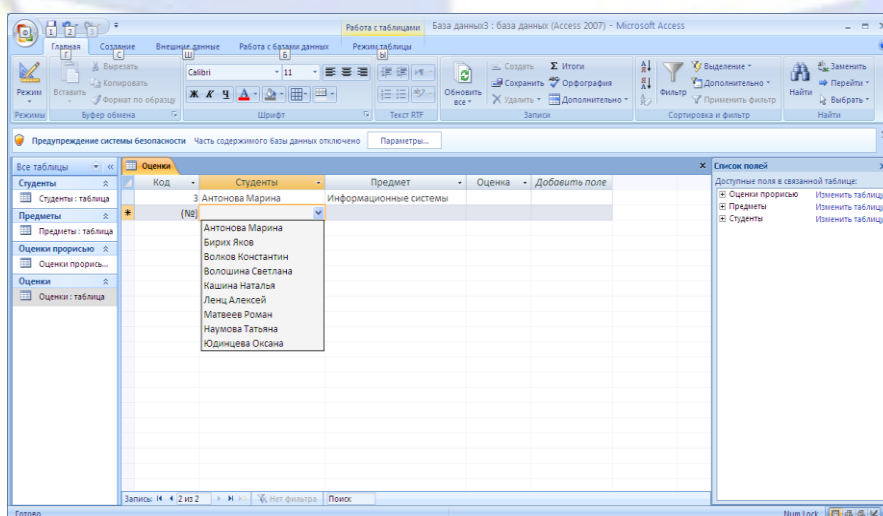 Работа с таблицами База данных3 : база данных (Access 2007) - Microsoft Access
1 2 3
Главная Создание Внешние данные Работа с базами данных Режим таблицы
Г С Ш Б Ы
Режим
Вставить
Вырезать
Копировать
Формат по образцу
Calibri 11
Ж К Ч А
Обновить все
Создать
Сохранить
Удалить
Σ Итоги
Орфография
Дополнительно
Фильтр
Выделение
Дополнительно
Применить фильтр
Найти
Заменить
Перейти
Выбрать
Режимы Буфер обмена Шрифт Текст RTF Записи Сортировка и фильтр Найти
Предупреждение системы безопасности Часть содержимого базы данных отключено Параметры...
Все таблицы
Студенты
Студенты : таблица
Предметы
Предметы : таблица
Оценки прорисью
Оценки прорись...
Оценки
Оценки : таблица
Оценки
Код Студенты Предмет Оценка Добавить поле
3 Антонова Марина Информационные системы
(№)
Антонова Марина
Бирих Яков
Волков Константин
Волошина Светлана
Кашина Наталья
Ленц Алексей
Матвеев Роман
Наумова Татьяна
Юдинцева Оксана
Список полей
Доступные поля в связанной таблице:
Оценки прорисью Изменить таблиц
Предметы Изменить таблиц
Студенты Изменить таблиц
Запись: 2 из 2 Нет фильтра Поиск
Готово Num Lock